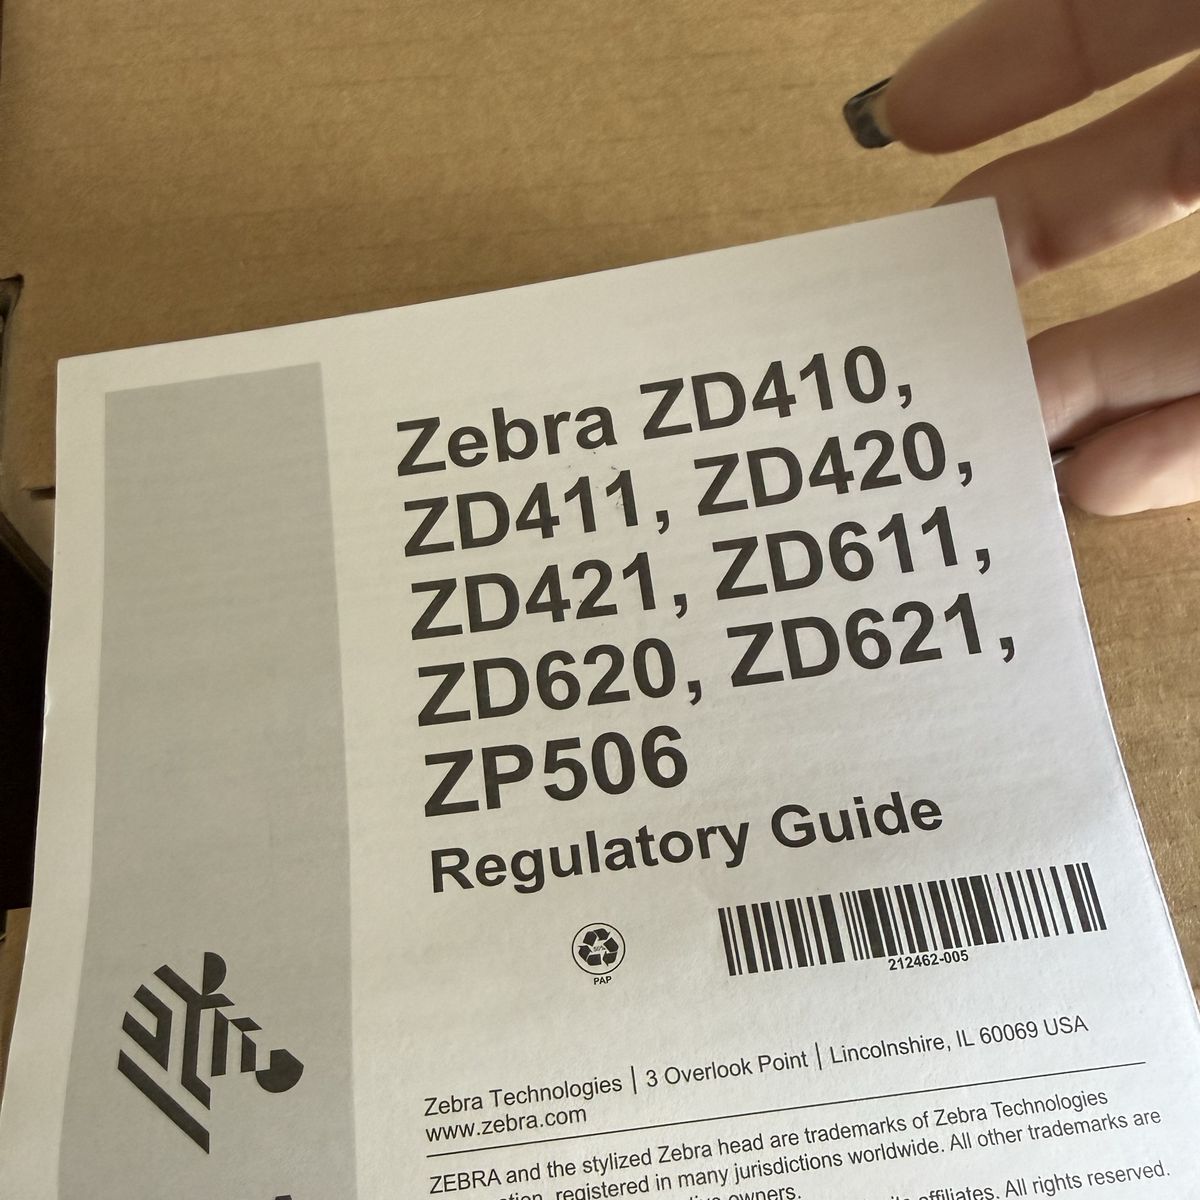 Zebra ZD410,
ZD411, ZD420,
ZD421, ZD611,
ZD620, ZD621,
ZP506
Regulatory Guide
PAP
212462-005
Zebra Technologies | 3 Overlook Point | Lincolnshire, IL 60069 USA
www.zebra.com
ZEBRA and the stylized Zebra head are trademarks of Zebra Technologies
registered in many jurisdictions worldwide. All other trademarks are
owners.
affiliates. All rights reserved.